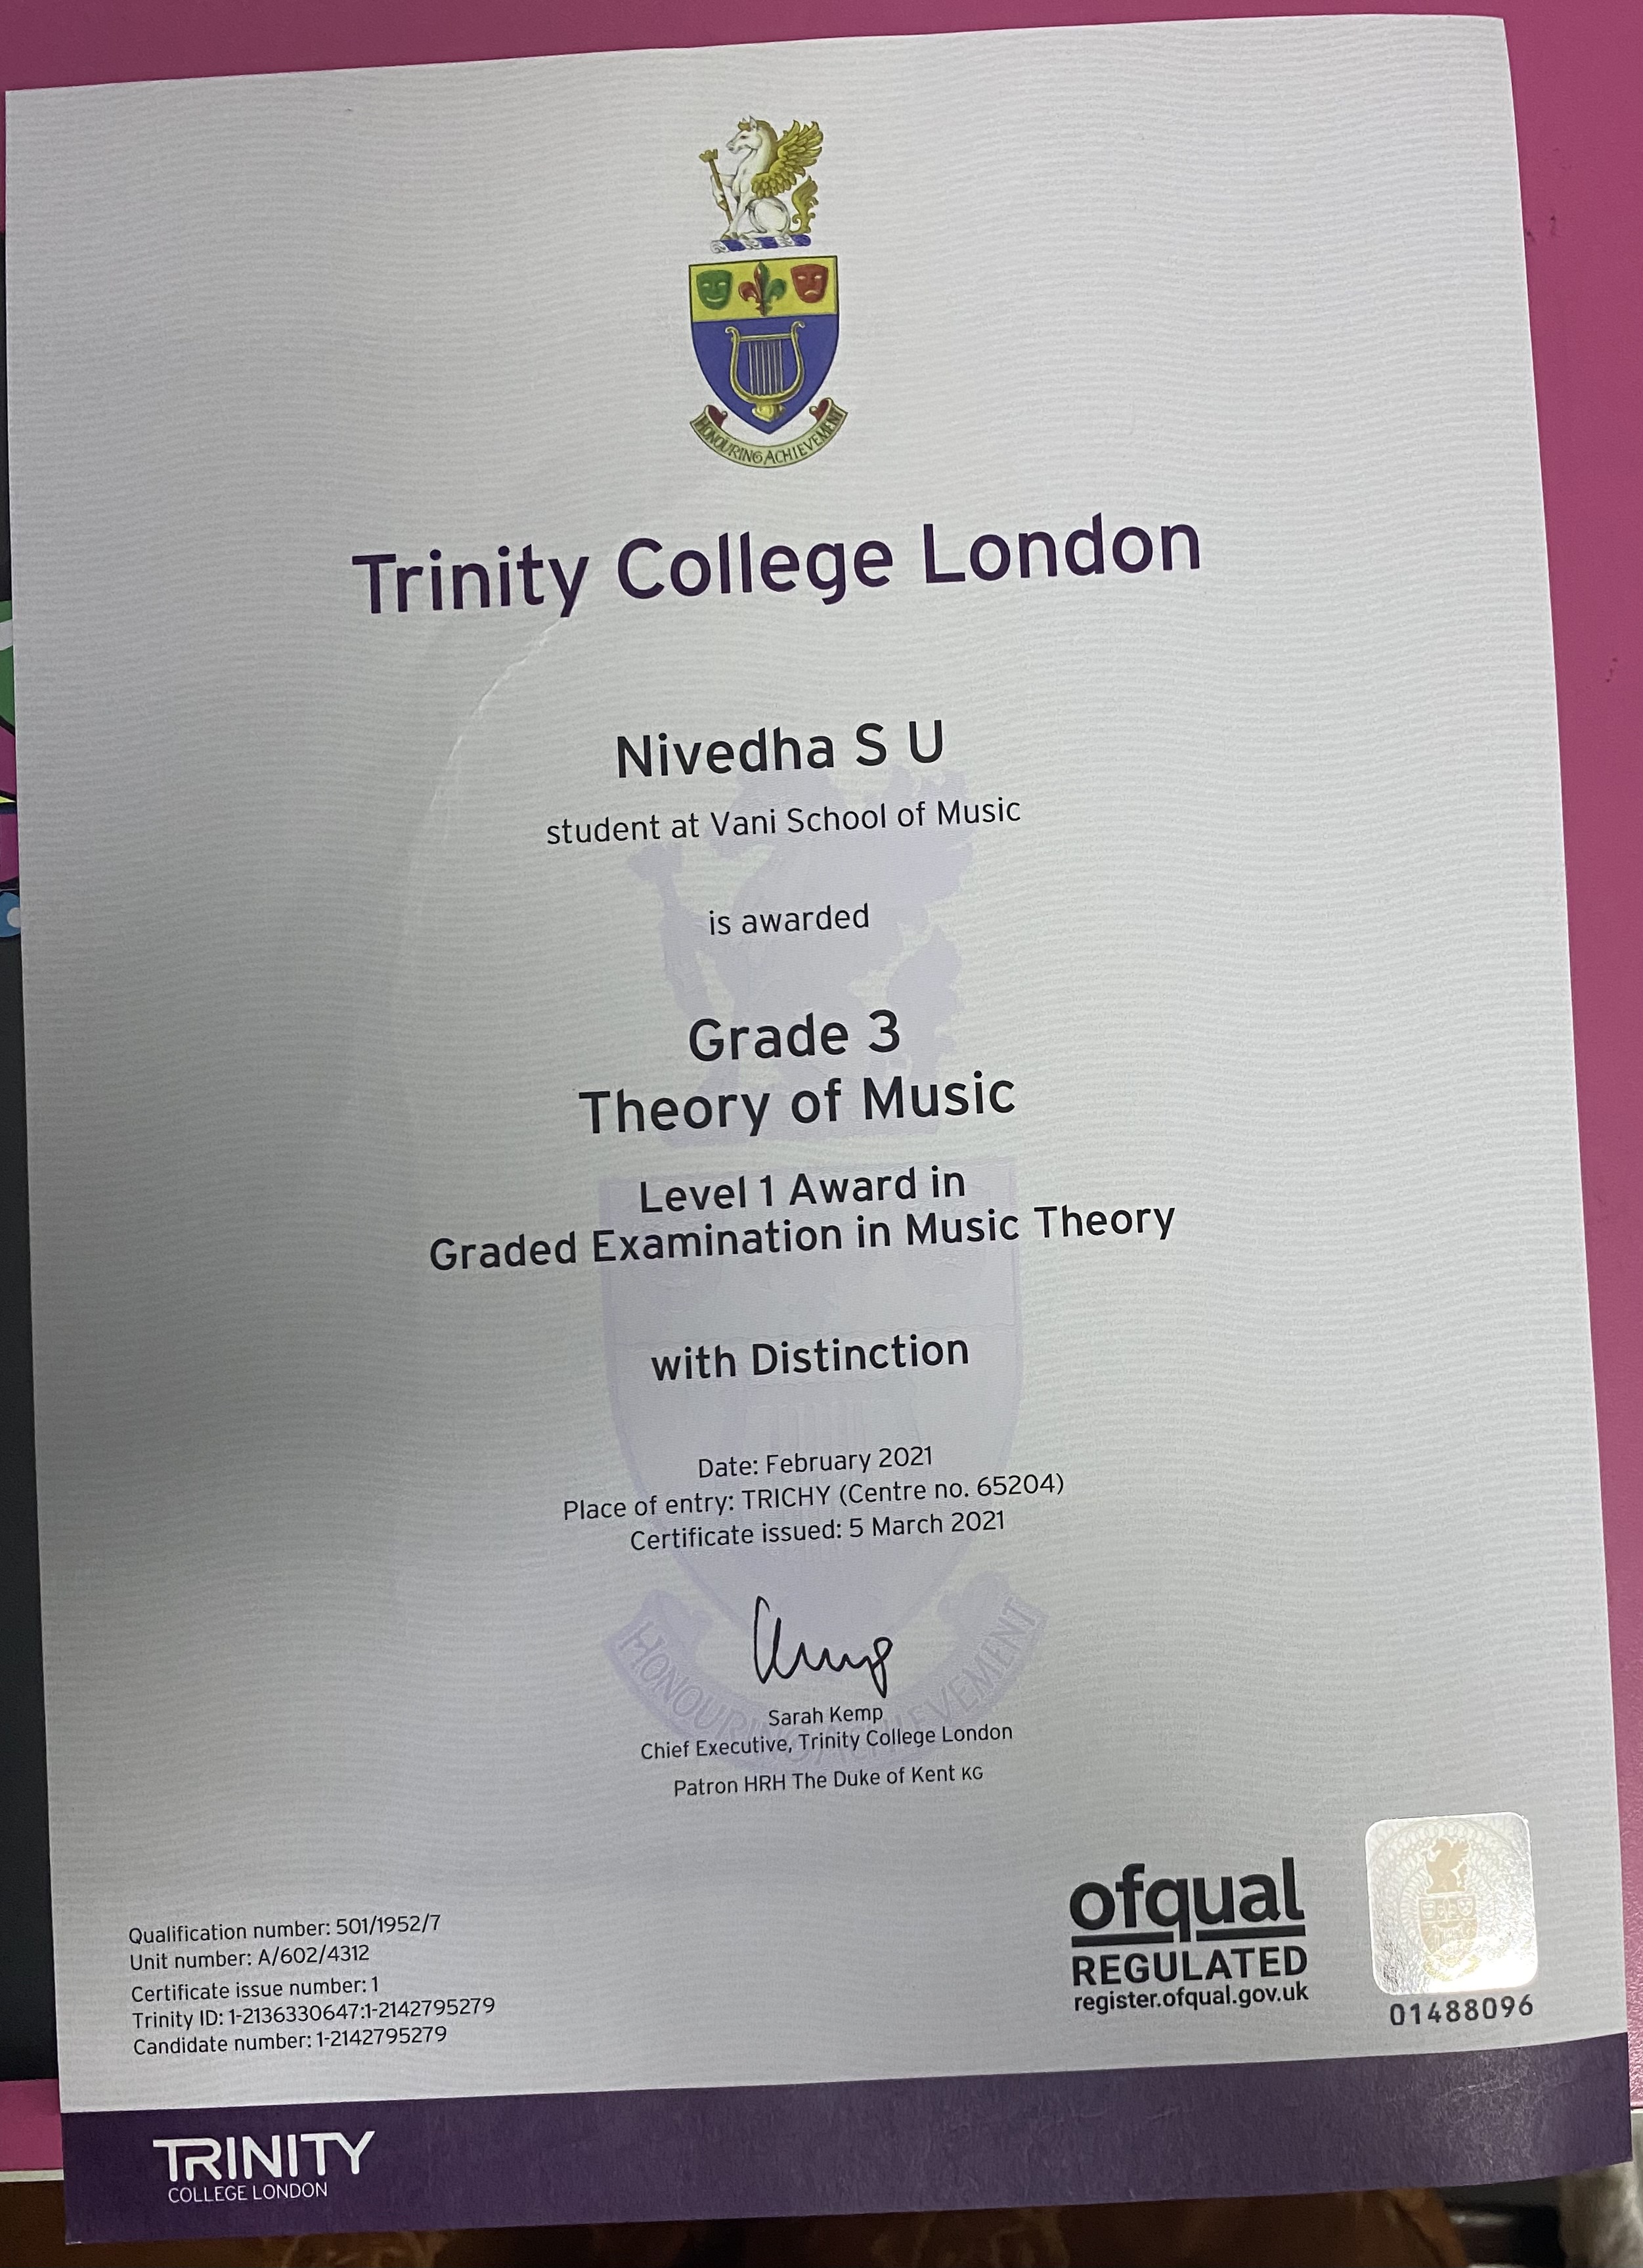 HONOURING ACHIEVEMENT
Trinity College London
Nivedha S U
student at Vani School of Music
is awarded
Grade 3
Theory of Music
Level 1 Award in
Graded Examination in Music Theory
with Distinction
Date: February 2021
Place of entry: TRICHY (Centre no. 65204)
Certificate issued: 5 March 2021
HONOURING ACHIEVEMENT
Sarah Kemp
Chief Executive, Trinity College London
Patron HRH The Duke of Kent KG
Qualification number: 501/1952/7
Unit number: A/602/4312
Certificate issue number: 1
Trinity ID: 1-2136330647:1-2142795279
Candidate number: 1-2142795279
ofqual
REGULATED
register.ofqual.gov.uk
01488096
TRINITY
COLLEGE LONDON